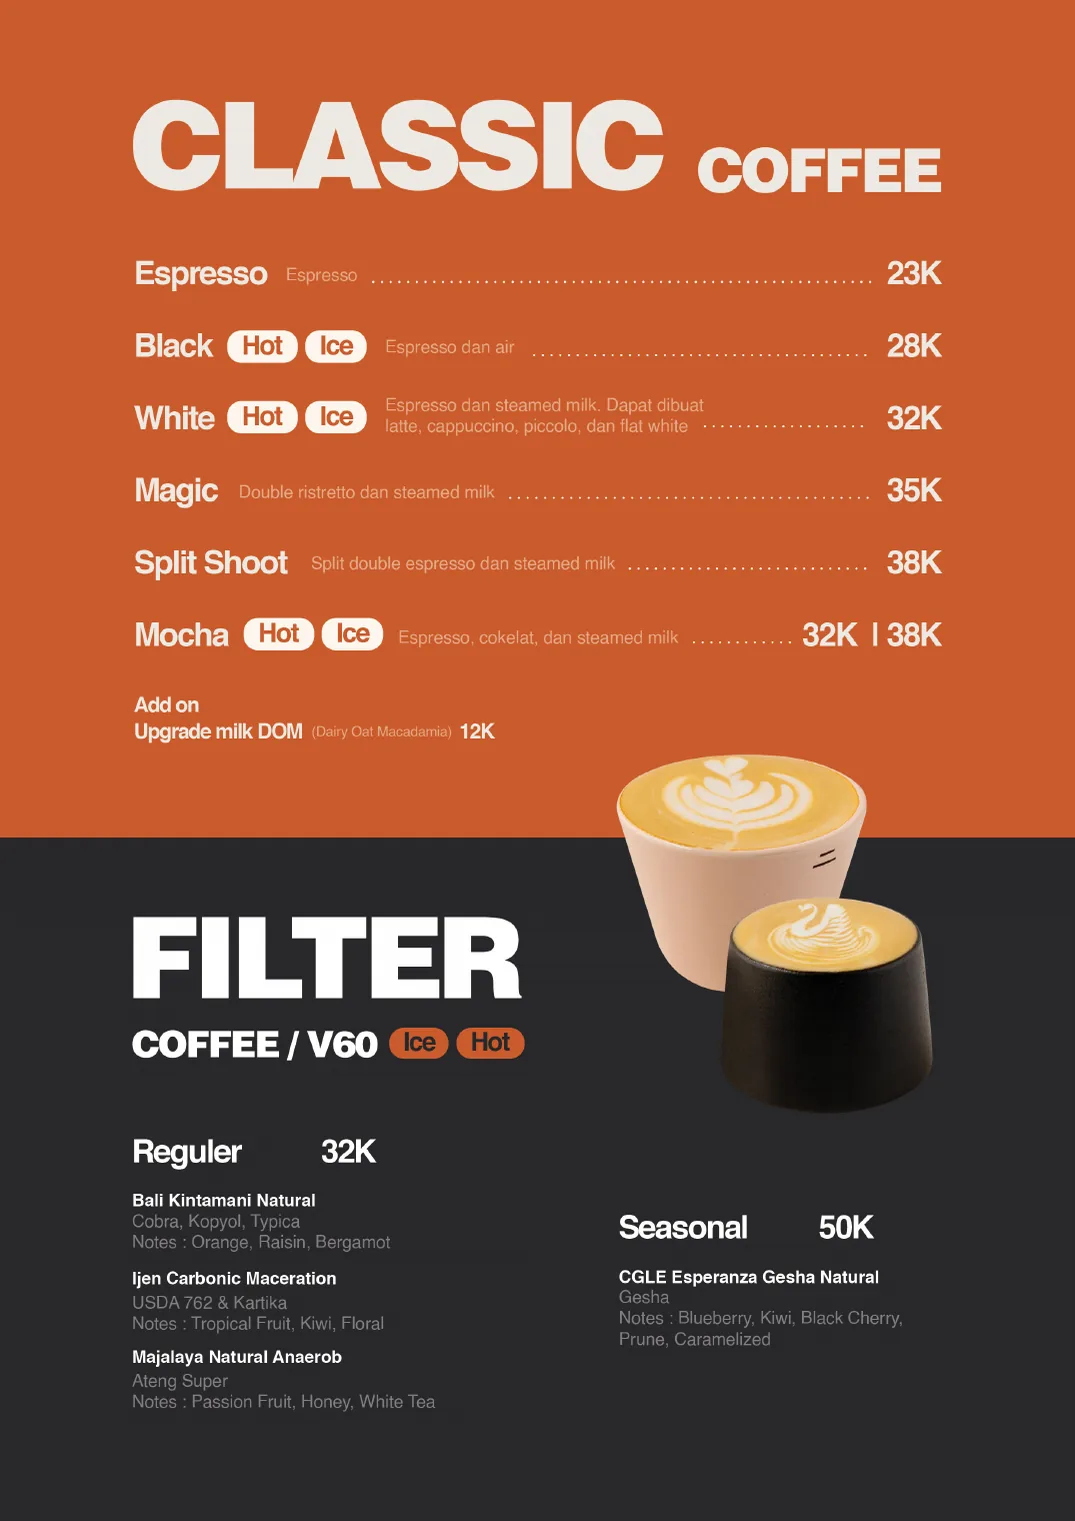 CLASSIC COFFEE
Espresso Espresso ........................................................ 23K
Black Hot Ice Espresso dan air ....................................... 28K
White Hot Ice Espresso dan steamed milk. Dapat dibuat
latte, cappuccino, piccolo, dan flat white ................... 32K
Magic Double ristretto dan steamed milk .......................................... 35K
Split Shoot Split double espresso dan steamed milk ............................ 38K
Mocha Hot Ice Espresso, cokelat, dan steamed milk ............ 32K | 38K
Add on
Upgrade milk DOM (Dairy Oat Macadamia) 12K
FILTER
COFFEE / V60 Ice Hot
Reguler 32K
Bali Kintamani Natural
Cobra, Kopyol, Typica
Notes : Orange, Raisin, Bergamot
Ijen Carbonic Maceration
USDA 762 & Kartika
Notes : Tropical Fruit, Kiwi, Floral
Majalaya Natural Anaerob
Ateng Super
Notes : Passion Fruit, Honey, White Tea
Seasonal 50K
CGLE Esperanza Gesha Natural
Gesha
Notes : Blueberry, Kiwi, Black Cherry,
Prune, Caramelized